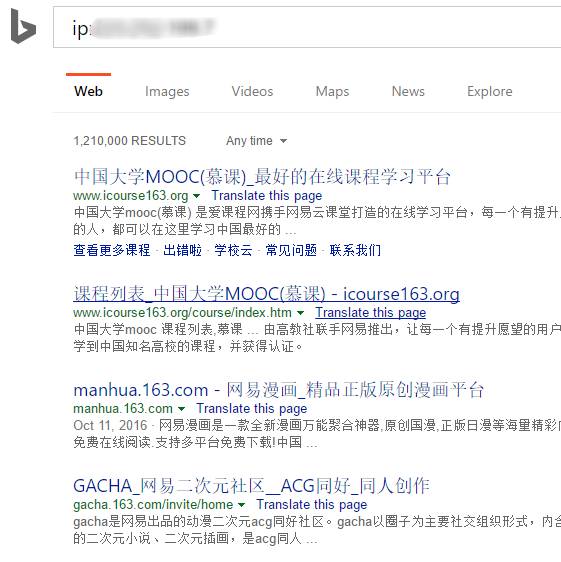 ip:
Web Images Videos Maps News Explore
1,210,000 RESULTS Any time
中国大学MOOC(慕课)_最好的在线课程学习平台
www.icourse163.org Translate this page
中国大学mooc(慕课) 是爱课程网携手网易云课堂打造的在线学习平台，每一个有提升
的人，都可以在这里学习中国最好的 ...
查看更多课程 · 出错啦 · 学校云 · 常见问题 · 联系我们
课程列表_中国大学MOOC(慕课) - icourse163.org
www.icourse163.org/course/index.htm Translate this page
中国大学mooc 课程列表,慕课 ... 由高教社联手网易推出，让每一个有提升愿望的用户
学到中国知名高校的课程，并获得认证。
manhua.163.com - 网易漫画_精品正版原创漫画平台
manhua.163.com Translate this page
Oct 11, 2016 · 网易漫画是一款全新漫画万能聚合神器,原创国漫,正版日漫等海量精彩
免费在线阅读.支持多平台免费下载!中国 ...
GACHA_网易二次元社区__ACG同好_同人创作
gacha.163.com/invite/home Translate this page
gacha是网易出品的动漫二次元acg同好社区。gacha以圈子为主要社交组织形式，内含
的二次元小说、二次元插画，是acg同人 ...